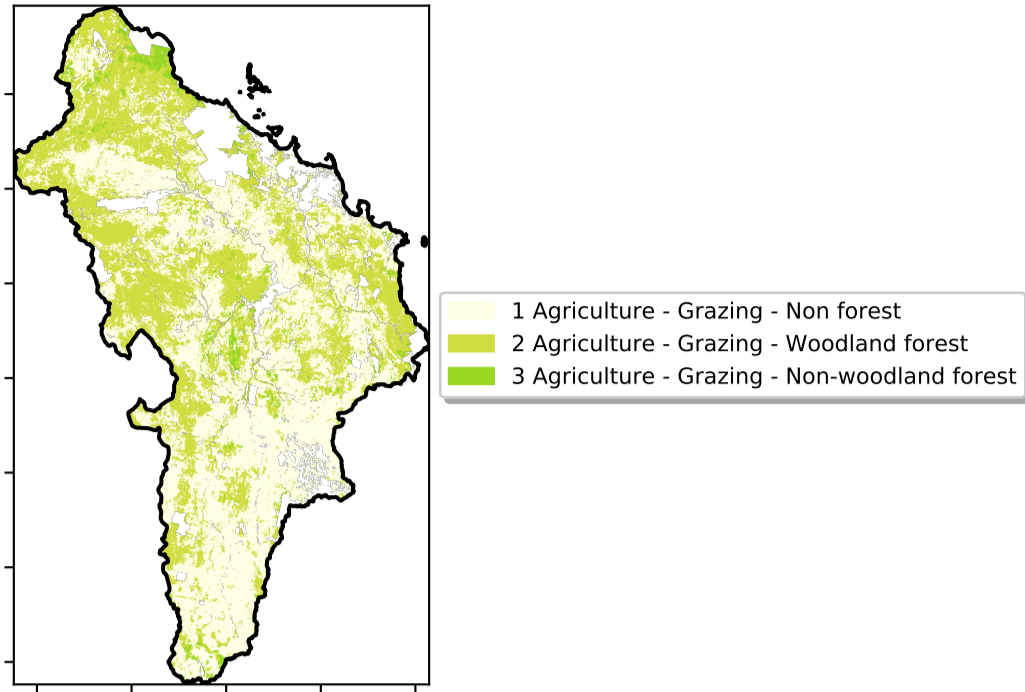 1 Agriculture - Grazing - Non forest
2 Agriculture - Grazing - Woodland forest
3 Agriculture - Grazing - Non-woodland forest